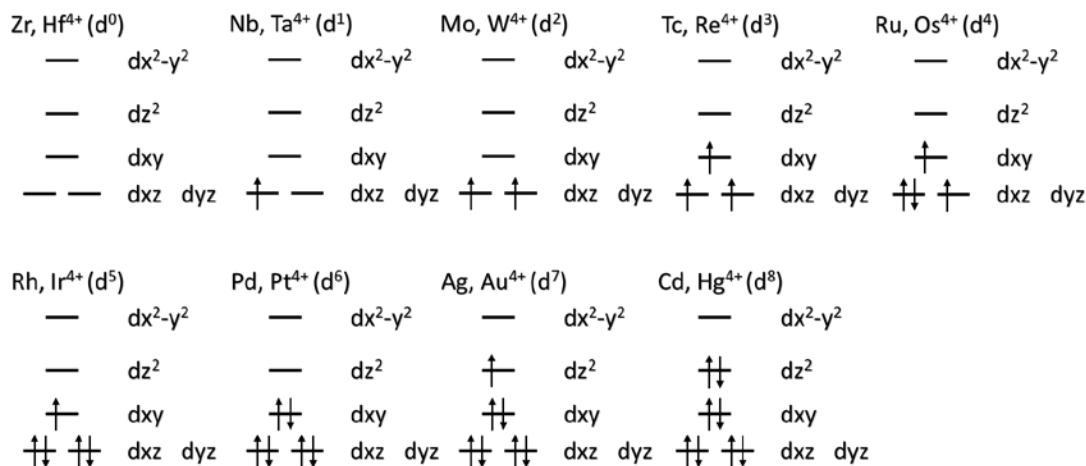 Zr, Hf⁴⁺ (d⁰) Nb, Ta⁴⁺ (d¹) Mo, W⁴⁺ (d²) Tc, Re⁴⁺ (d³) Ru, Os⁴⁺ (d⁴)
dx²-y² dx²-y² dx²-y² dx²-y² dx²-y²
dz² dz² dz² dz² dz²
dxy dxy dxy dxy dxy
dxz dyz dxz dyz dxz dyz dxz dyz dxz dyz
Rh, Ir⁴⁺ (d⁵) Pd, Pt⁴⁺ (d⁶) Ag, Au⁴⁺ (d⁷) Cd, Hg⁴⁺ (d⁸)
dx²-y² dx²-y² dx²-y² dx²-y²
dz² dz² dz² dz²
dxy dxy dxy dxy
dxz dyz dxz dyz dxz dyz dxz dyz